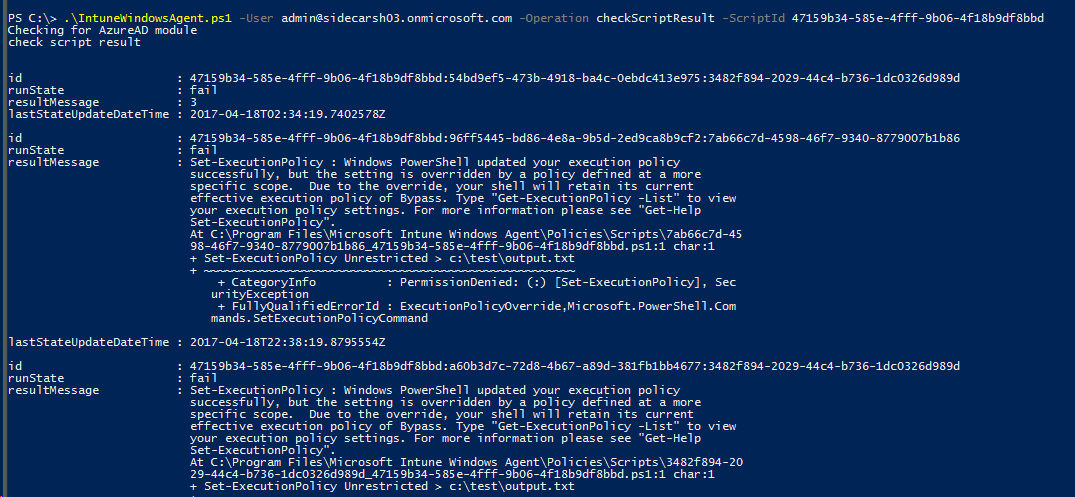 PS C:\> .\IntuneWindowsAgent.ps1 -User admin@sidecarsh03.onmicrosoft.com -Operation checkScriptResult -ScriptId 47159b34-585e-4fff-9b06-4f18b9df8bbd
Checking for AzureAD module
check script result
id : 47159b34-585e-4fff-9b06-4f18b9df8bbd:54bd9ef5-473b-4918-ba4c-0ebdc413e975:3482f894-2029-44c4-b736-1dc0326d989d
runState : fail
resultMessage : 3
lastStateUpdateDateTime : 2017-04-18T02:34:19.7402578Z
id : 47159b34-585e-4fff-9b06-4f18b9df8bbd:96ff5445-bd86-4e8a-9b5d-2ed9ca8b9cf2:7ab66c7d-4598-46f7-9340-8779007b1b86
runState : fail
resultMessage : Set-ExecutionPolicy : Windows PowerShell updated your execution policy
successfully, but the setting is overridden by a policy defined at a more
specific scope.  Due to the override, your shell will retain its current
effective execution policy of Bypass. Type "Get-ExecutionPolicy -List" to view
your execution policy settings. For more information please see "Get-Help
Set-ExecutionPolicy".
At C:\Program Files\Microsoft Intune Windows Agent\Policies\Scripts\7ab66c7d-45
98-46f7-9340-8779007b1b86_47159b34-585e-4fff-9b06-4f18b9df8bbd.ps1:1 char:1
+ Set-ExecutionPolicy Unrestricted > c:\test\output.txt
+ ~~~~~~~~~~~~~~~~~~~~~~~~~~~~~~~~~~~~~~~~~~~~~~~~~~~~~
+ CategoryInfo : PermissionDenied: (:) [Set-ExecutionPolicy], Sec
urityException
+ FullyQualifiedErrorId : ExecutionPolicyOverride,Microsoft.PowerShell.Com
mands.SetExecutionPolicyCommand
lastStateUpdateDateTime : 2017-04-18T22:38:19.8795554Z
id : 47159b34-585e-4fff-9b06-4f18b9df8bbd:a60b3d7c-72d8-4b67-a89d-381fb1bb4677:3482f894-2029-44c4-b736-1dc0326d989d
runState : fail
resultMessage : Set-ExecutionPolicy : Windows PowerShell updated your execution policy
successfully, but the setting is overridden by a policy defined at a more
specific scope.  Due to the override, your shell will retain its current
effective execution policy of Bypass. Type "Get-ExecutionPolicy -List" to view
your execution policy settings. For more information please see "Get-Help
Set-ExecutionPolicy".
At C:\Program Files\Microsoft Intune Windows Agent\Policies\Scripts\3482f894-20
29-44c4-b736-1dc0326d989d_47159b34-585e-4fff-9b06-4f18b9df8bbd.ps1:1 char:1
+ Set-ExecutionPolicy Unrestricted > c:\test\output.txt